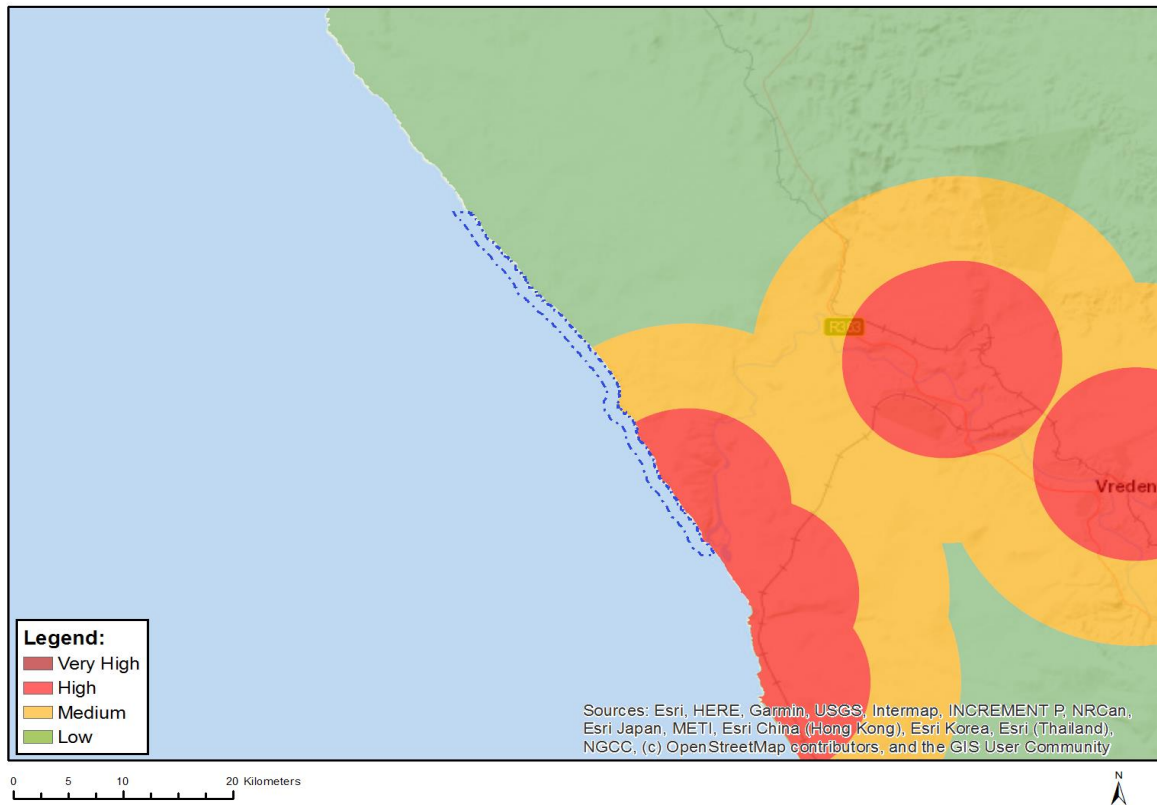 R363
Vreden
Legend:
Very High
High
Medium
Low
Sources: Esri, HERE, Garmin, USGS, Intermap, INCREMENT P, NRCan,
Esri Japan, METI, Esri China (Hong Kong), Esri Korea, Esri (Thailand),
NGCC, (c) OpenStreetMap contributors, and the GIS User Community
0 5 10 20 Kilometers
N